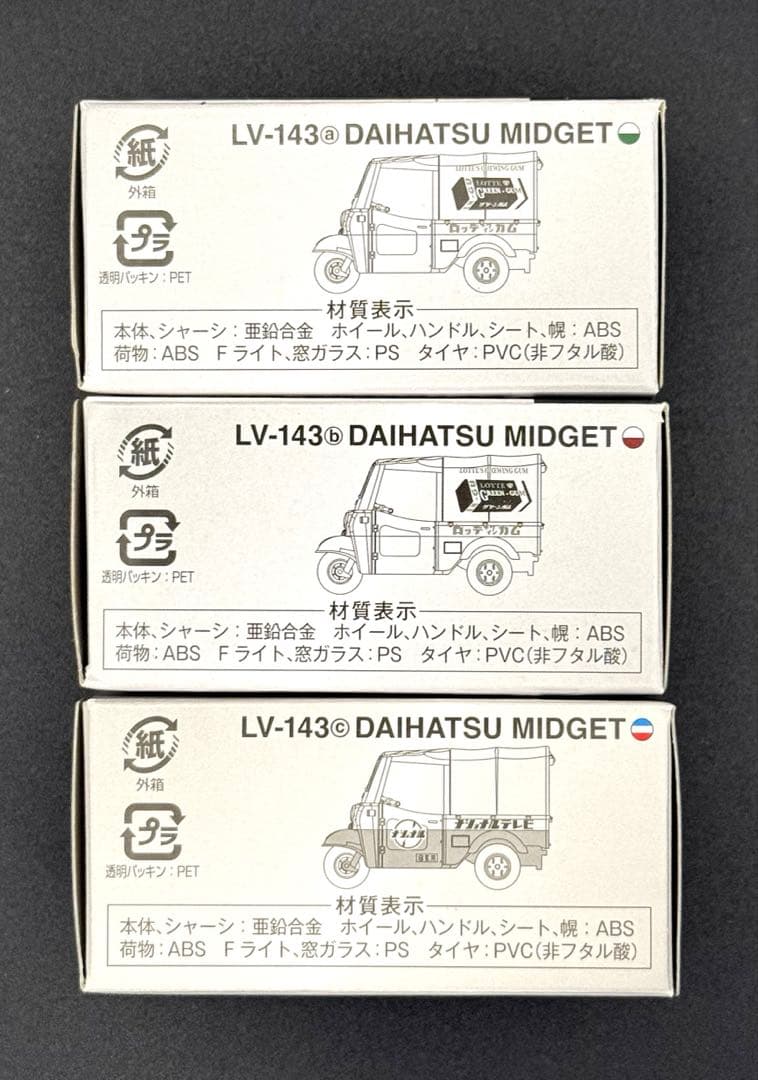 LV-143ⓐ DAIHATSU MIDGET
紙
外箱
プラ
透明パッキン：PET
LOTTE'S CHEWING GUM
LOTTE
GREEN-GUM
グリーンガム
ロッテ ガム
材質表示
本体、シャーシ：亜鉛合金　ホイール、ハンドル、シート、幌：ABS
荷物：ABS　Fライト、窓ガラス：PS　タイヤ：PVC（非フタル酸）
LV-143ⓑ DAIHATSU MIDGET
紙
外箱
プラ
透明パッキン：PET
LOTTE'S CHEWING GUM
LOTTE
GREEN-GUM
グリーンガム
ロッテ ガム
材質表示
本体、シャーシ：亜鉛合金　ホイール、ハンドル、シート、幌：ABS
荷物：ABS　Fライト、窓ガラス：PS　タイヤ：PVC（非フタル酸）
LV-143ⓒ DAIHATSU MIDGET
紙
外箱
プラ
透明パッキン：PET
ナショナル
ナショナルテレビ
材質表示
本体、シャーシ：亜鉛合金　ホイール、ハンドル、シート、幌：ABS
荷物：ABS　Fライト、窓ガラス：PS　タイヤ：PVC（非フタル酸）